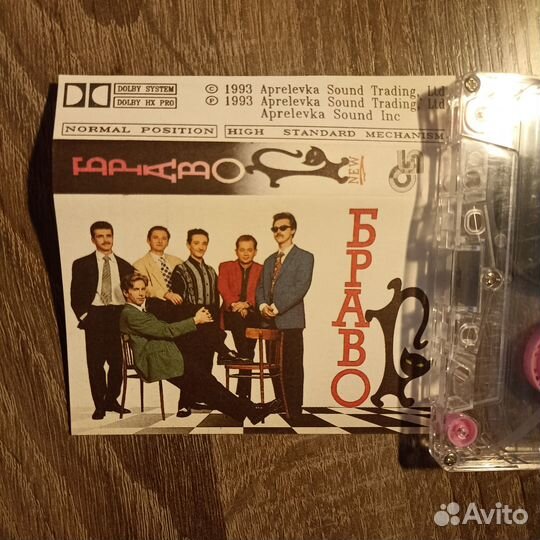 DOLBY SYSTEM
DOLBY HX PRO
© 1993 Aprelevka Sound Trading, Ltd
℗ 1993 Aprelevka Sound Trading, Ltd
Aprelevka Sound Inc
NORMAL POSITION HIGH STANDARD MECHANISM
БРАВО NEW
БРАВО
Avito